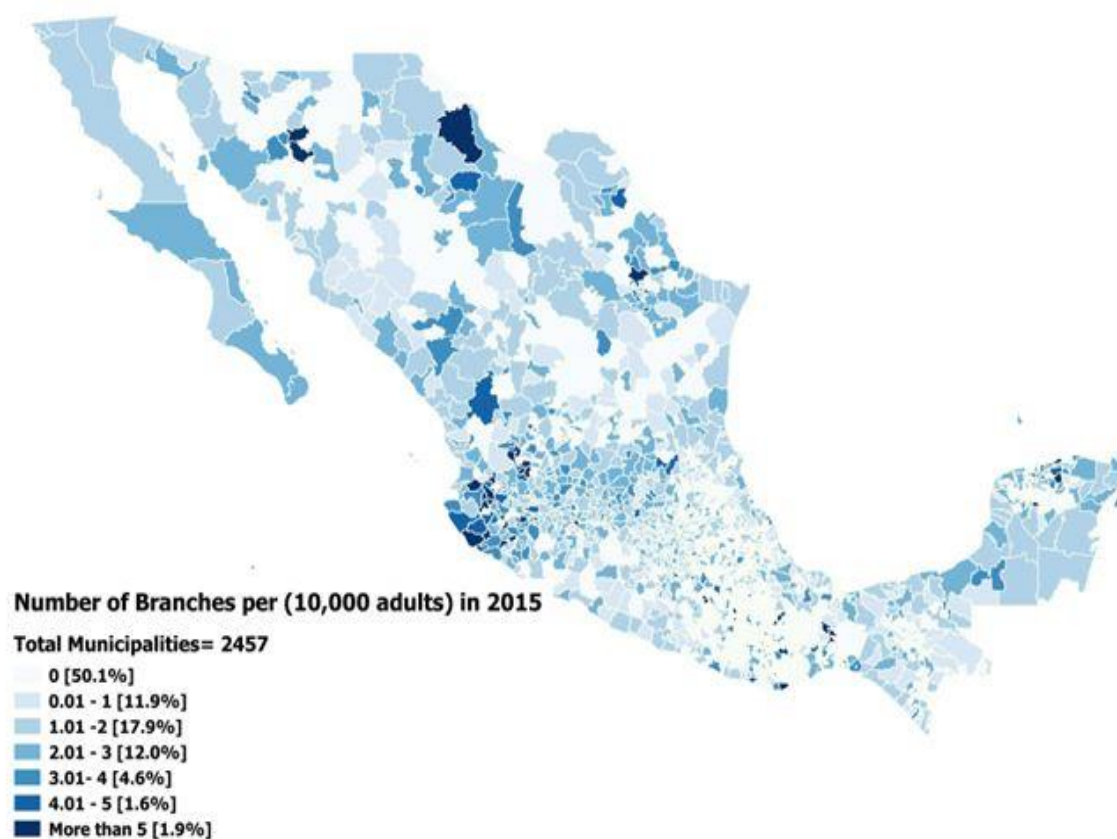 Number of Branches per (10,000 adults) in 2015
Total Municipalities= 2457
0 [50.1%]
0.01 - 1 [11.9%]
1.01 -2 [17.9%]
2.01 - 3 [12.0%]
3.01- 4 [4.6%]
4.01 - 5 [1.6%]
More than 5 [1.9%]